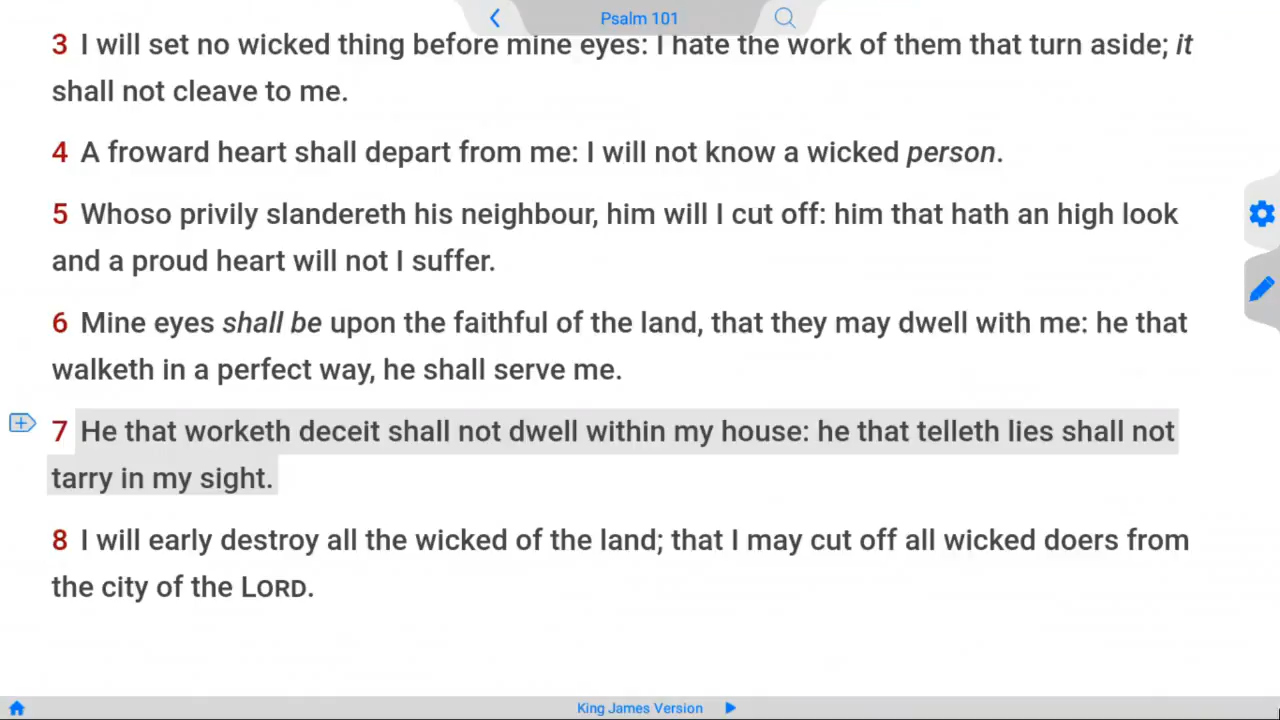 Psalm 101
3 I will set no wicked thing before mine eyes: I hate the work of them that turn aside; it
shall not cleave to me.
4 A froward heart shall depart from me: I will not know a wicked person.
5 Whoso privily slandereth his neighbour, him will I cut off: him that hath an high look
and a proud heart will not I suffer.
6 Mine eyes shall be upon the faithful of the land, that they may dwell with me: he that
walketh in a perfect way, he shall serve me.
7 He that worketh deceit shall not dwell within my house: he that telleth lies shall not
tarry in my sight.
8 I will early destroy all the wicked of the land; that I may cut off all wicked doers from
the city of the LORD.
King James Version